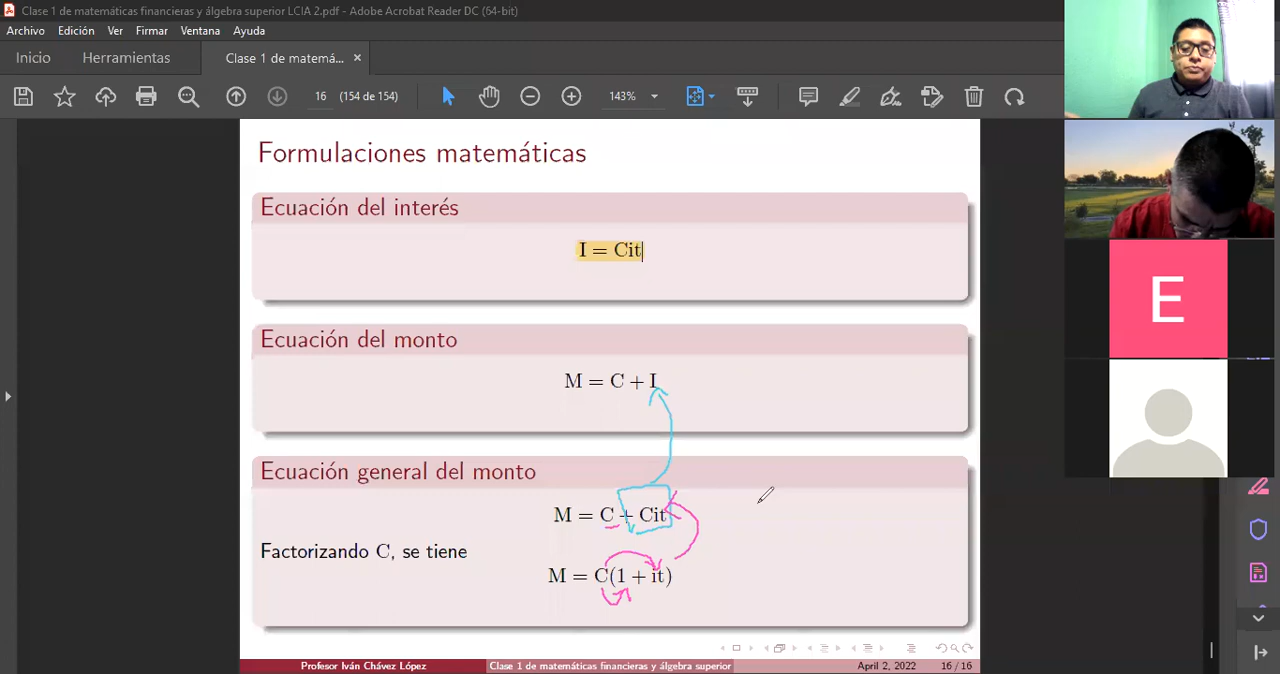 Clase 1 de matemáticas financieras y álgebra superior LCIA 2.pdf - Adobe Acrobat Reader DC (64-bit)
Archivo Edición Ver Firmar Ventana Ayuda
Inicio Herramientas Clase 1 de matemá... ×
16 (154 de 154) 143%
Formulaciones matemáticas
Ecuación del interés
I = Cit
Ecuación del monto
M = C + I
Ecuación general del monto
M = C + Cit
Factorizando C, se tiene
M = C(1 + it)
Profesor Iván Chávez López Clase 1 de matemáticas financieras y álgebra superior April 2, 2022 16 / 16
E